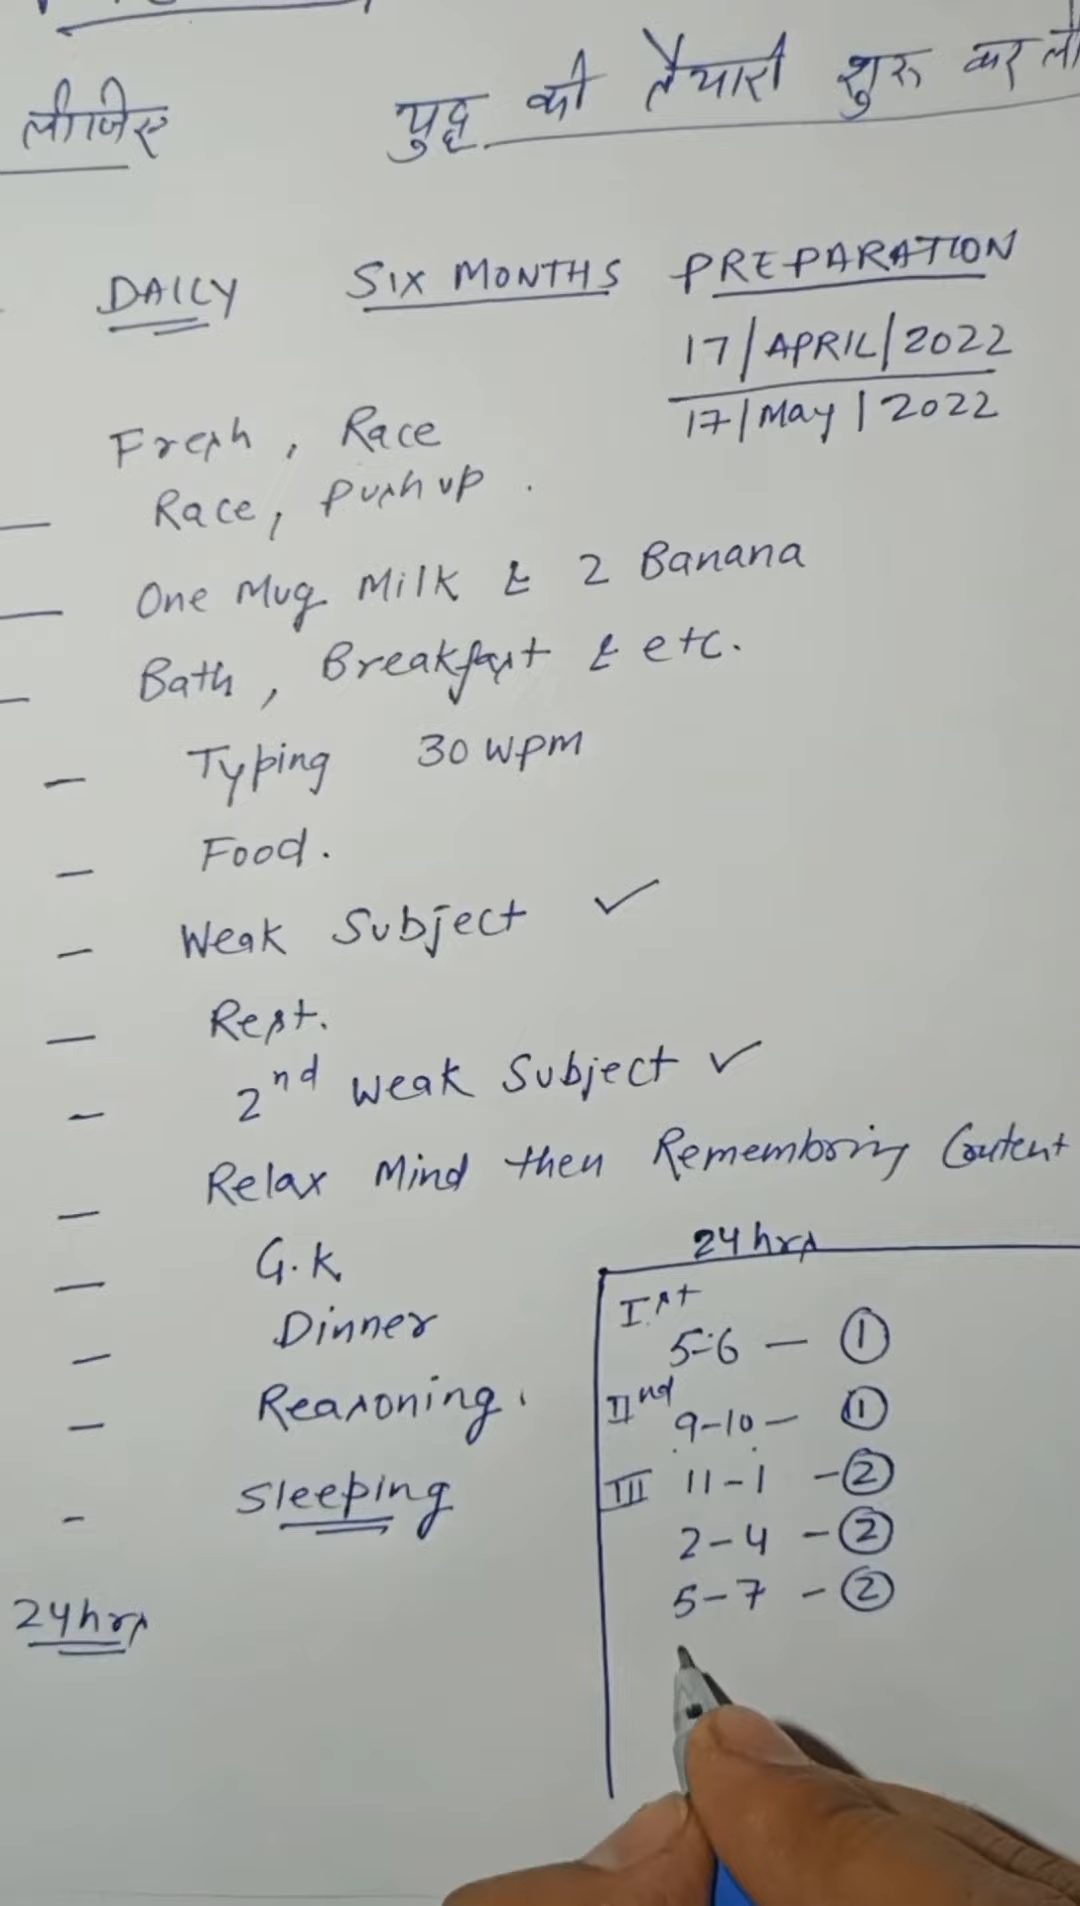 लीजिए युद्ध की तैयारी शुरू कर लो
DAILY SIX MONTHS PREPARATION
17/APRIL/2022
17/May/2022
Fresh, Race
— Race, Push up.
— One Mug Milk & 2 Banana
— Bath, Breakfast & etc.
— Typing 30 WPM
— Food.
— Weak Subject ✓
— Rest.
— 2nd Weak Subject ✓
— Relax Mind then Rememboring Content
— G.K
— Dinner
— Reasoning.
- Sleeping
24hrs
24 hrs
Ist
5-6 — ①
IInd
9-10 — ①
III 11-1 - ②
2-4 - ②
5-7 - ②